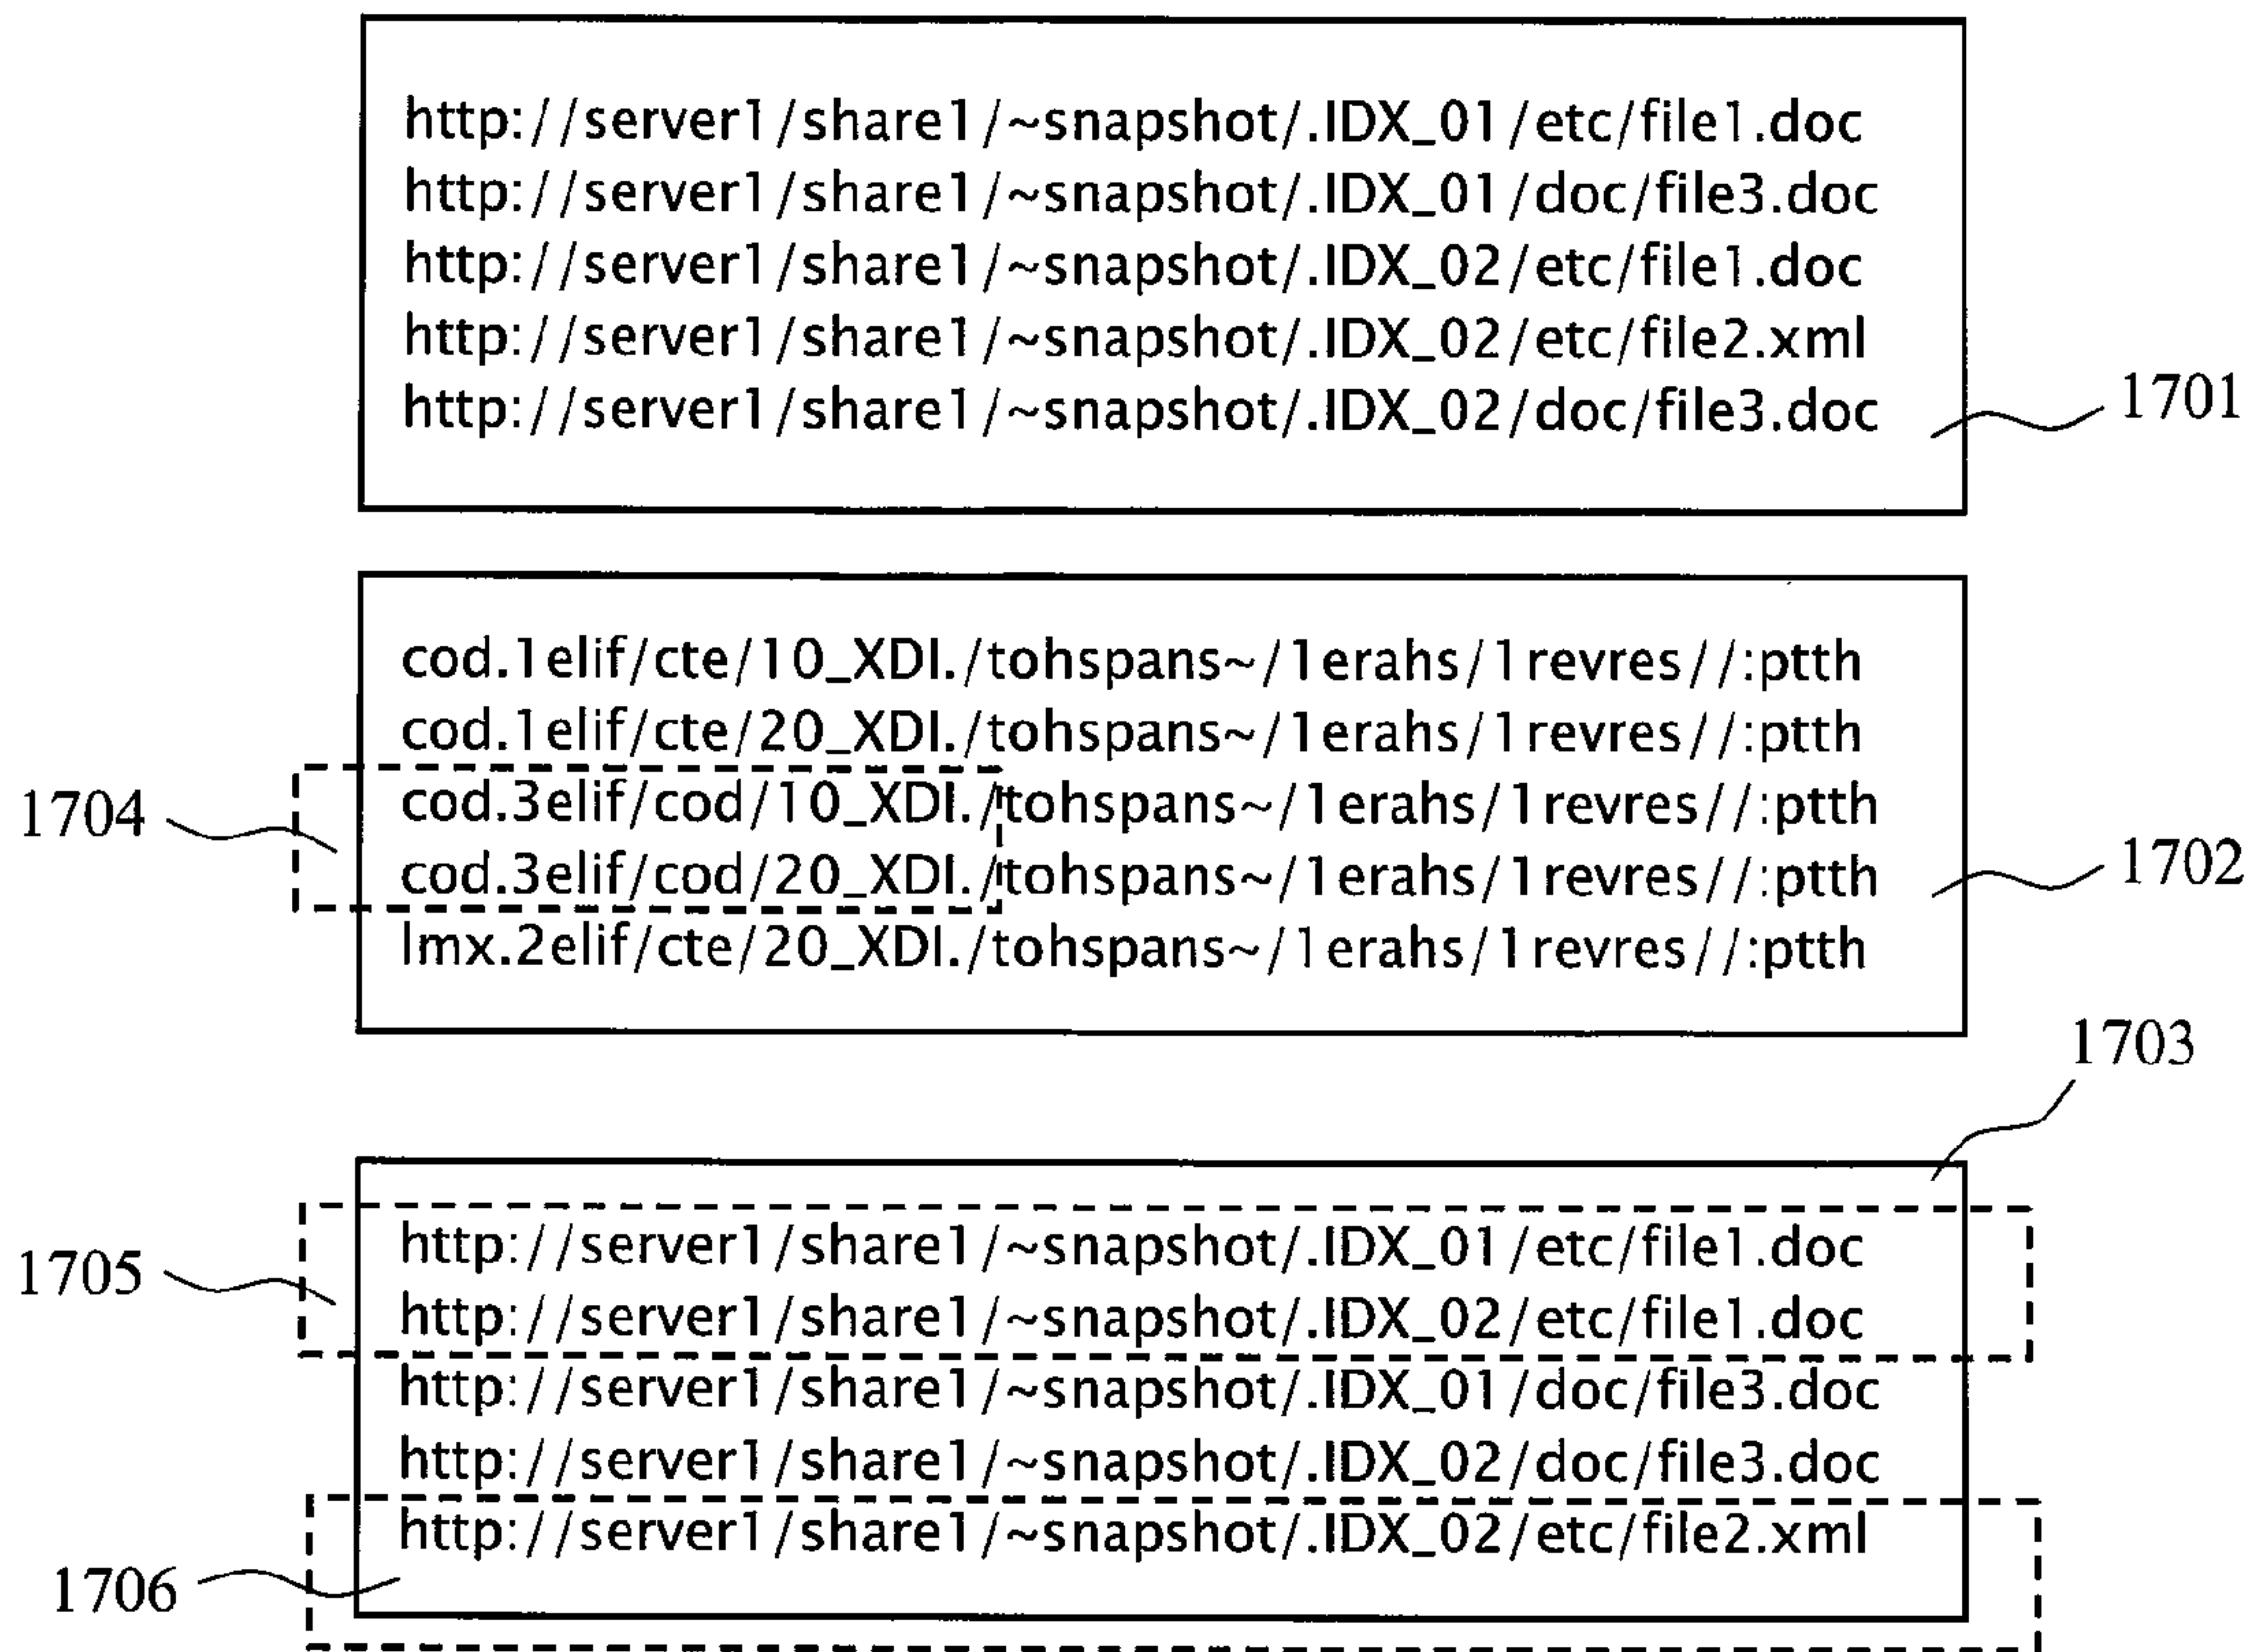 http://server1/share1/~snapshot/.IDX_01/etc/file1.doc
http://server1/share1/~snapshot/.IDX_01/doc/file3.doc
http://server1/share1/~snapshot/.IDX_02/etc/file1.doc
http://server1/share1/~snapshot/.IDX_02/etc/file2.xml
http://server1/share1/~snapshot/.IDX_02/doc/file3.doc
1701
cod.1elif/cte/10_XDI./tohspans~/1erahs/1revres//:ptth
cod.1elif/cte/20_XDI./tohspans~/1erahs/1revres//:ptth
1704
cod.3elif/cod/10_XDI./tohspans~/1erahs/1revres//:ptth
cod.3elif/cod/20_XDI./tohspans~/1erahs/1revres//:ptth
1702
lmx.2elif/cte/20_XDI./tohspans~/1erahs/1revres//:ptth
1703
1705
http://server1/share1/~snapshot/.IDX_01/etc/file1.doc
http://server1/share1/~snapshot/.IDX_02/etc/file1.doc
http://server1/share1/~snapshot/.IDX_01/doc/file3.doc
http://server1/share1/~snapshot/.IDX_02/doc/file3.doc
http://server1/share1/~snapshot/.IDX_02/etc/file2.xml
1706